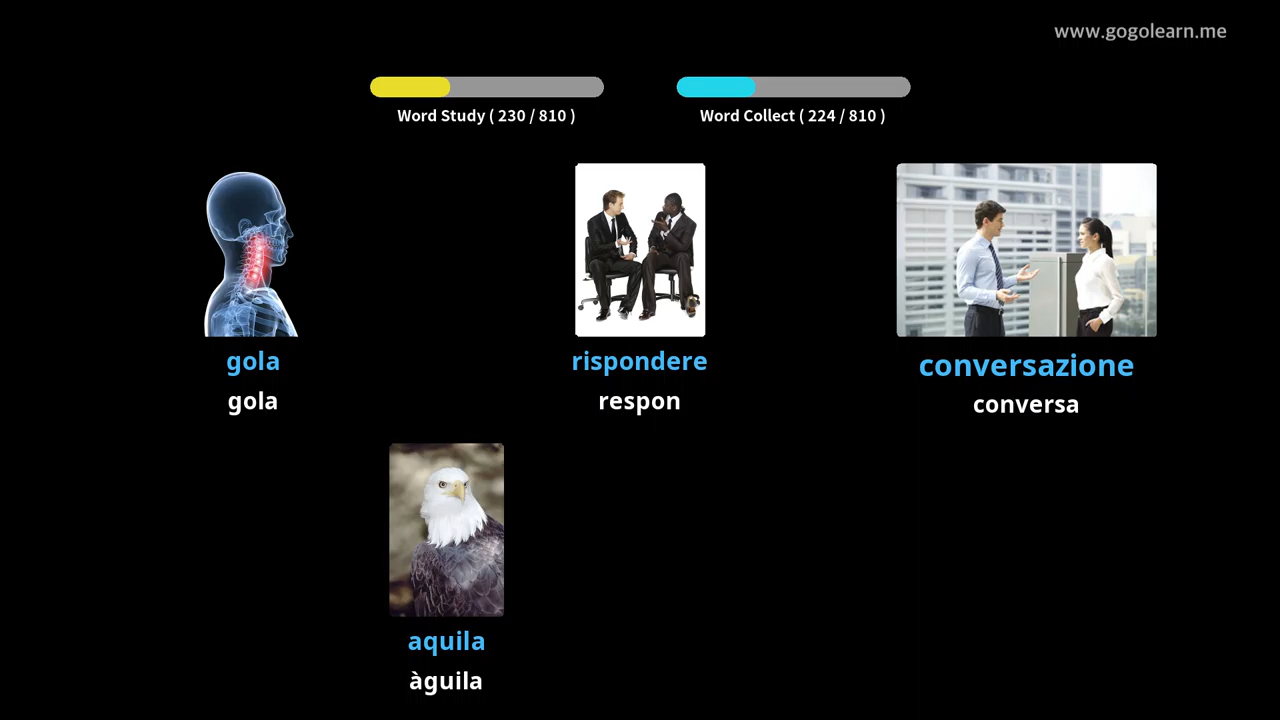 www.gogolearn.me
Word Study ( 230 / 810 )
Word Collect ( 224 / 810 )
gola
gola
rispondere
respon
conversazione
conversa
aquila
àguila